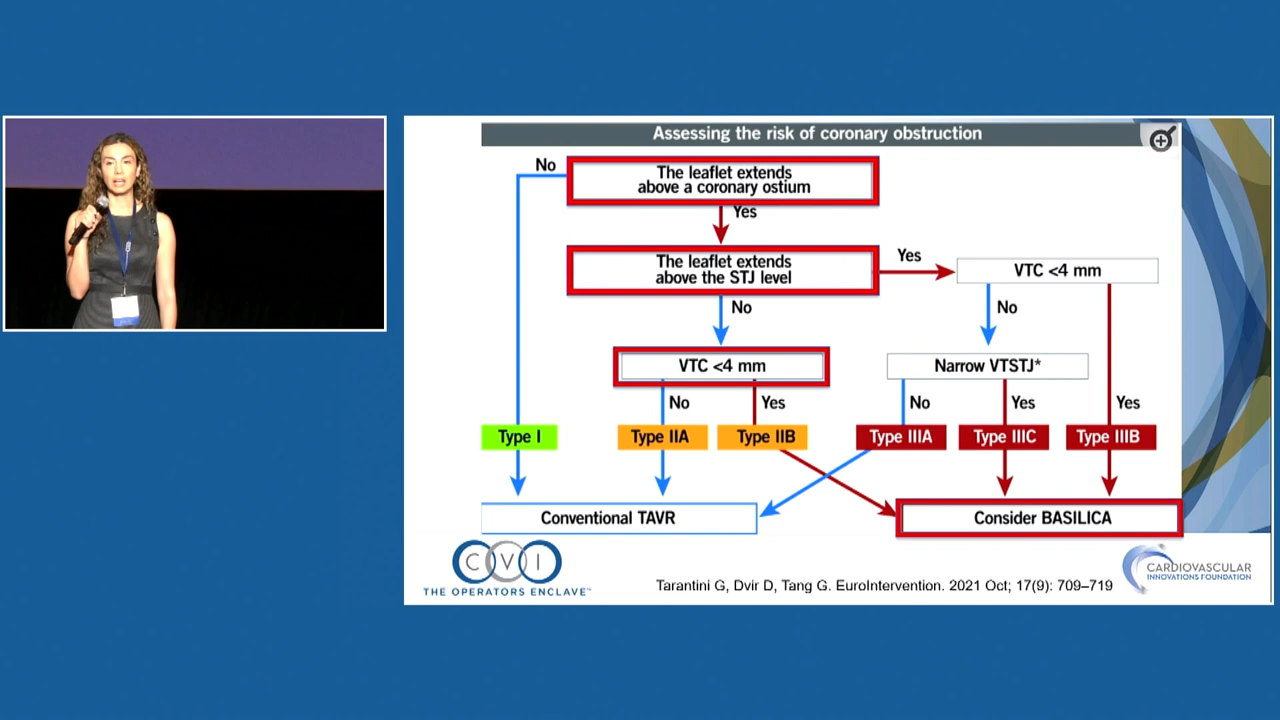 Assessing the risk of coronary obstruction
No
The leaflet extends
above a coronary ostium
Yes
The leaflet extends
above the STJ level
Yes
VTC <4 mm
No
No
VTC <4 mm
Narrow VTSTJ*
No
Yes
No
Yes
Yes
Type I
Type IIA
Type IIB
Type IIIA
Type IIIC
Type IIIB
Conventional TAVR
Consider BASILICA
CVI
THE OPERATORS ENCLAVE™
Tarantini G, Dvir D, Tang G. EuroIntervention. 2021 Oct; 17(9): 709–719
CARDIOVASCULAR
INNOVATIONS FOUNDATION